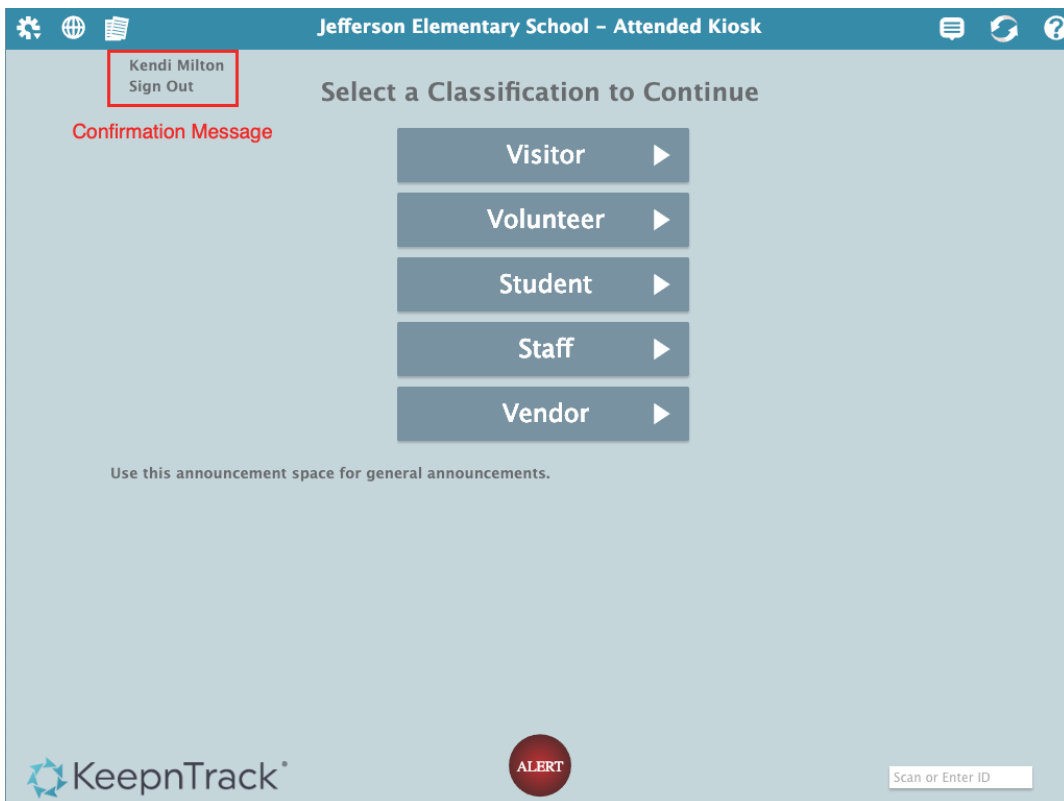 Jefferson Elementary School – Attended Kiosk
Kendi Milton
Sign Out
Confirmation Message
Select a Classification to Continue
Visitor
Volunteer
Student
Staff
Vendor
Use this announcement space for general announcements.
KeepnTrack
ALERT
Scan or Enter ID